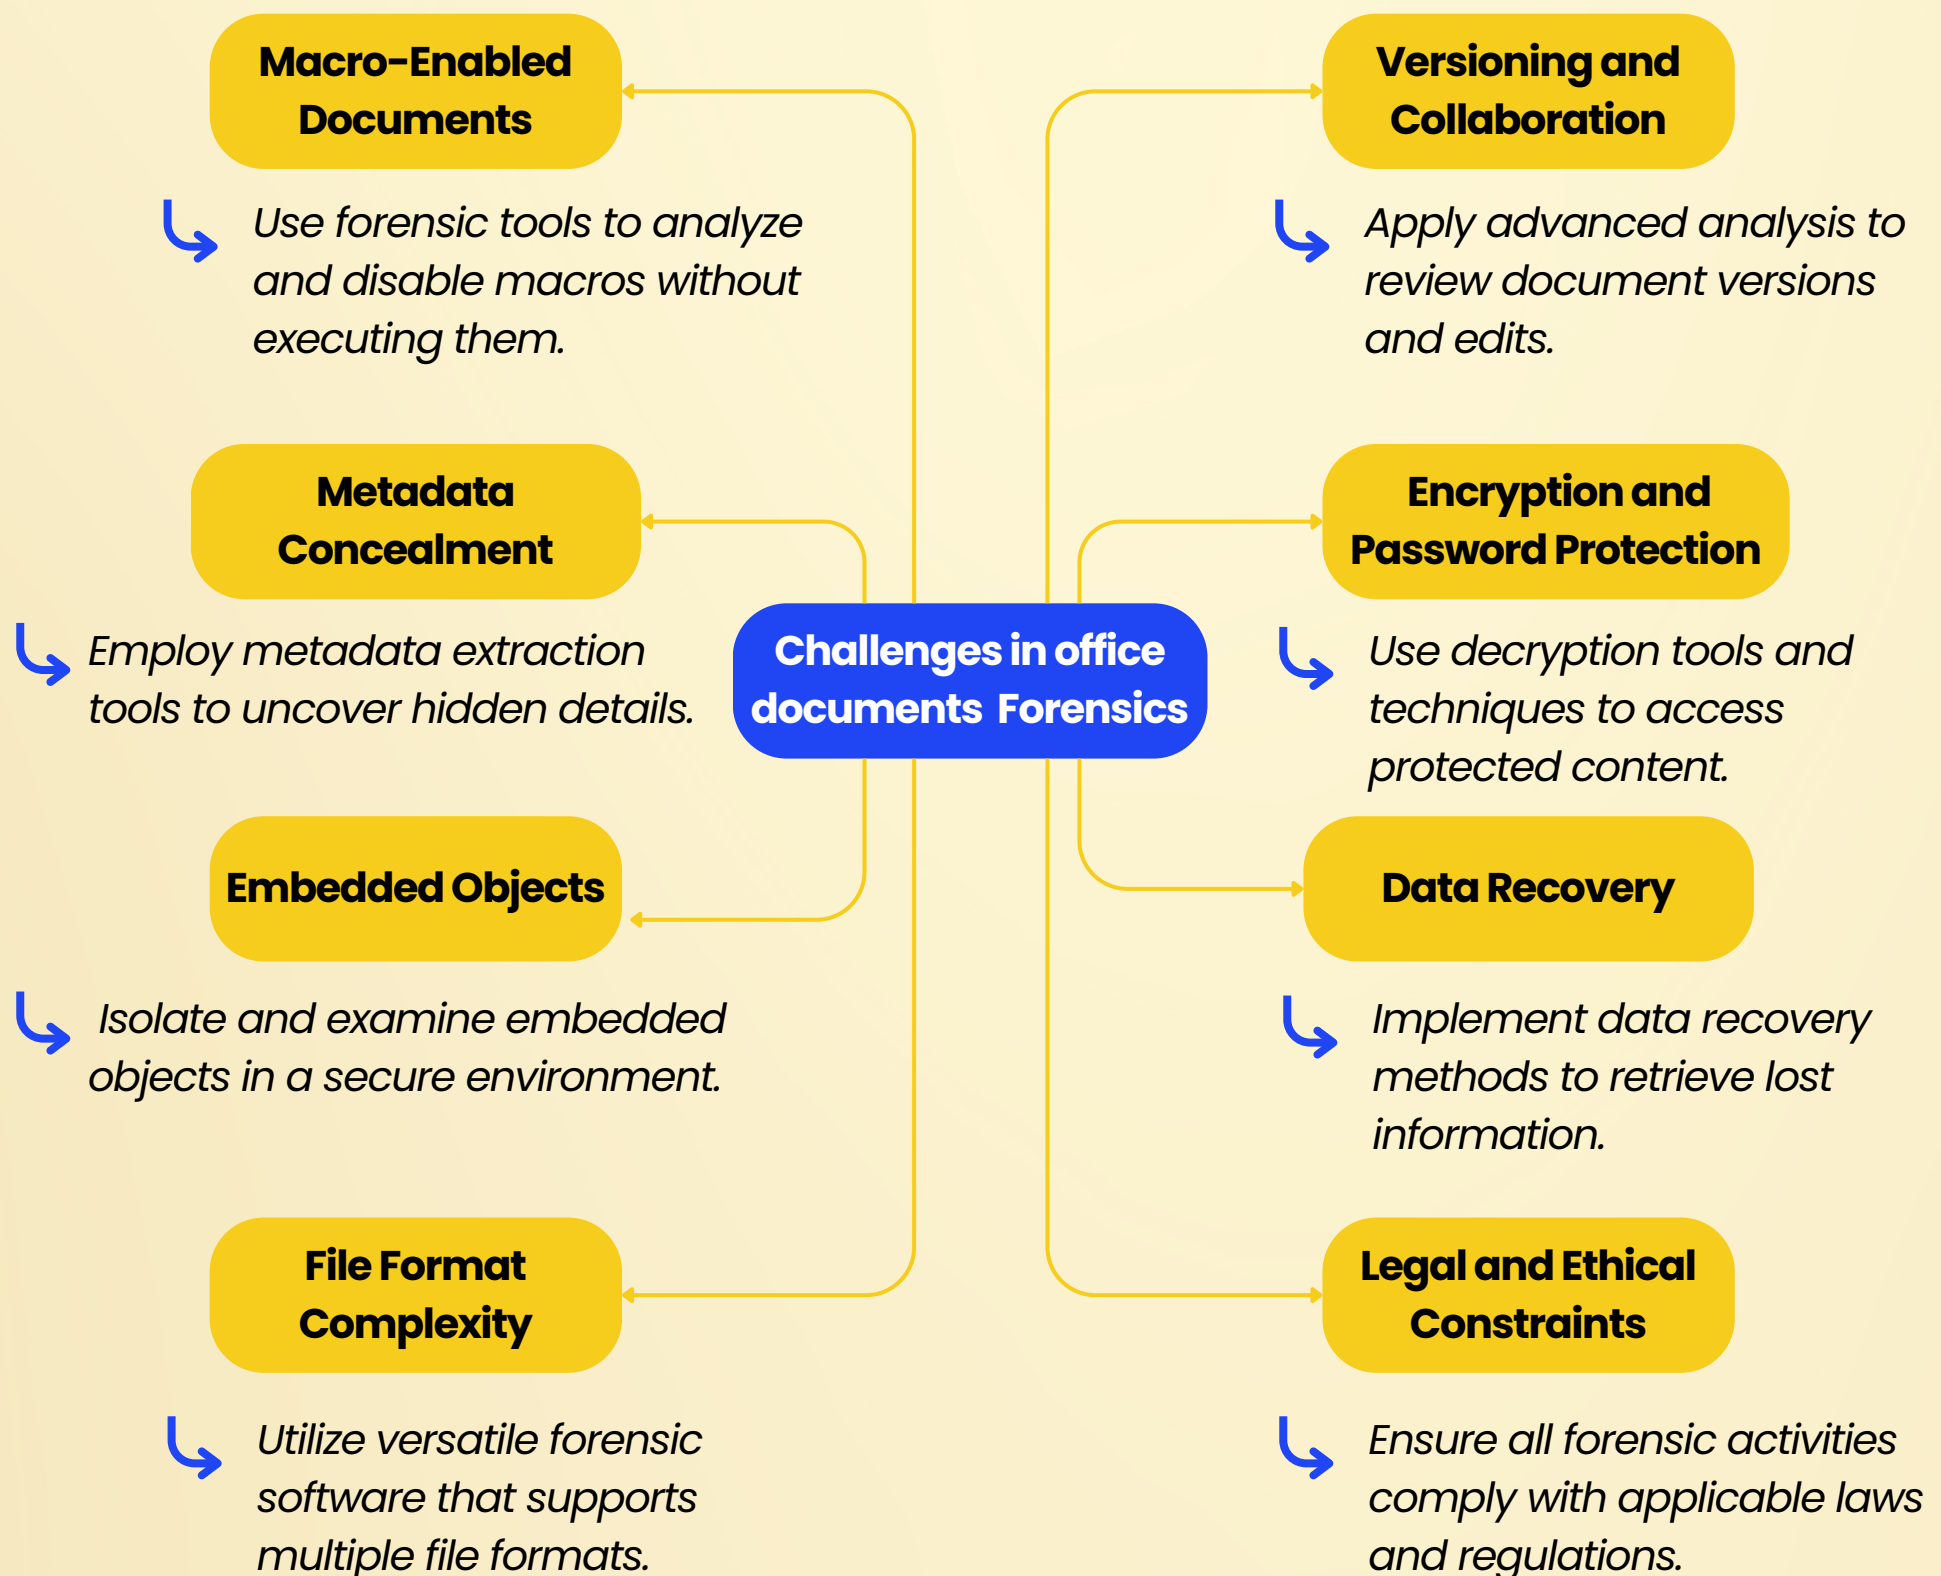 Macro-Enabled
Documents
Use forensic tools to analyze
and disable macros without
executing them.
Metadata
Concealment
Employ metadata extraction
tools to uncover hidden details.
Embedded Objects
Isolate and examine embedded
objects in a secure environment.
File Format
Complexity
Utilize versatile forensic
software that supports
multiple file formats.
Challenges in office
documents Forensics
Versioning and
Collaboration
Apply advanced analysis to
review document versions
and edits.
Encryption and
Password Protection
Use decryption tools and
techniques to access
protected content.
Data Recovery
Implement data recovery
methods to retrieve lost
information.
Legal and Ethical
Constraints
Ensure all forensic activities
comply with applicable laws
and regulations.